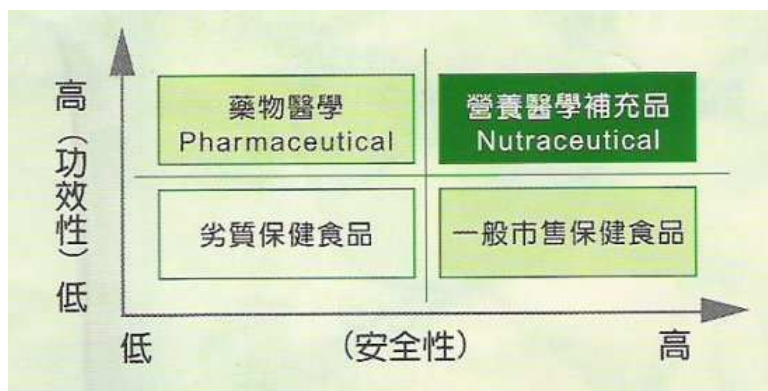 高（功效性）低
藥物醫學
Pharmaceutical
營養醫學補充品
Nutraceutical
劣質保健食品
一般市售保健食品
低
(安全性)
高